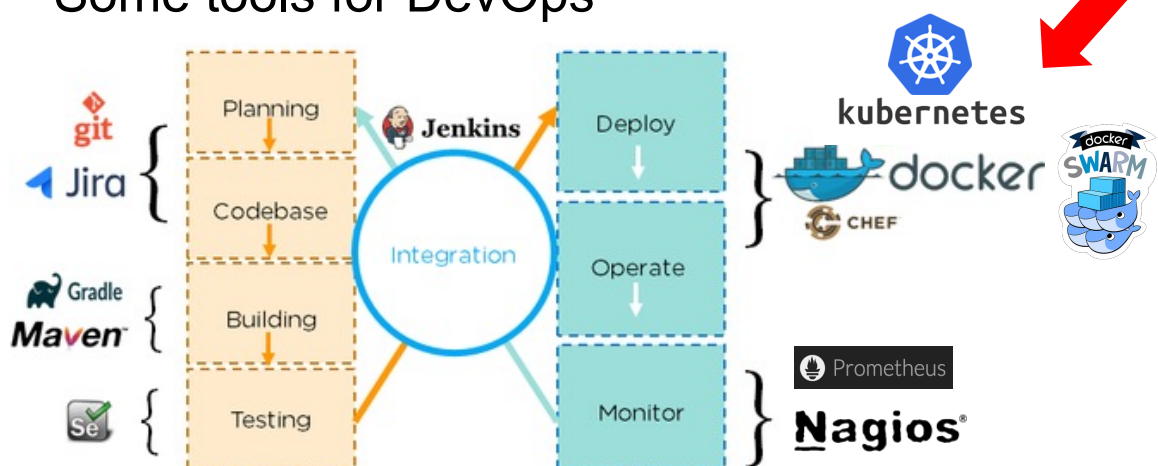 Some tools for DevOps
git
Jira
Gradle
Maven
Se
Planning
Codebase
Building
Testing
Jenkins
Integration
Deploy
Operate
Monitor
kubernetes
docker
docker
SWARM
CHEF
Prometheus
Nagios®